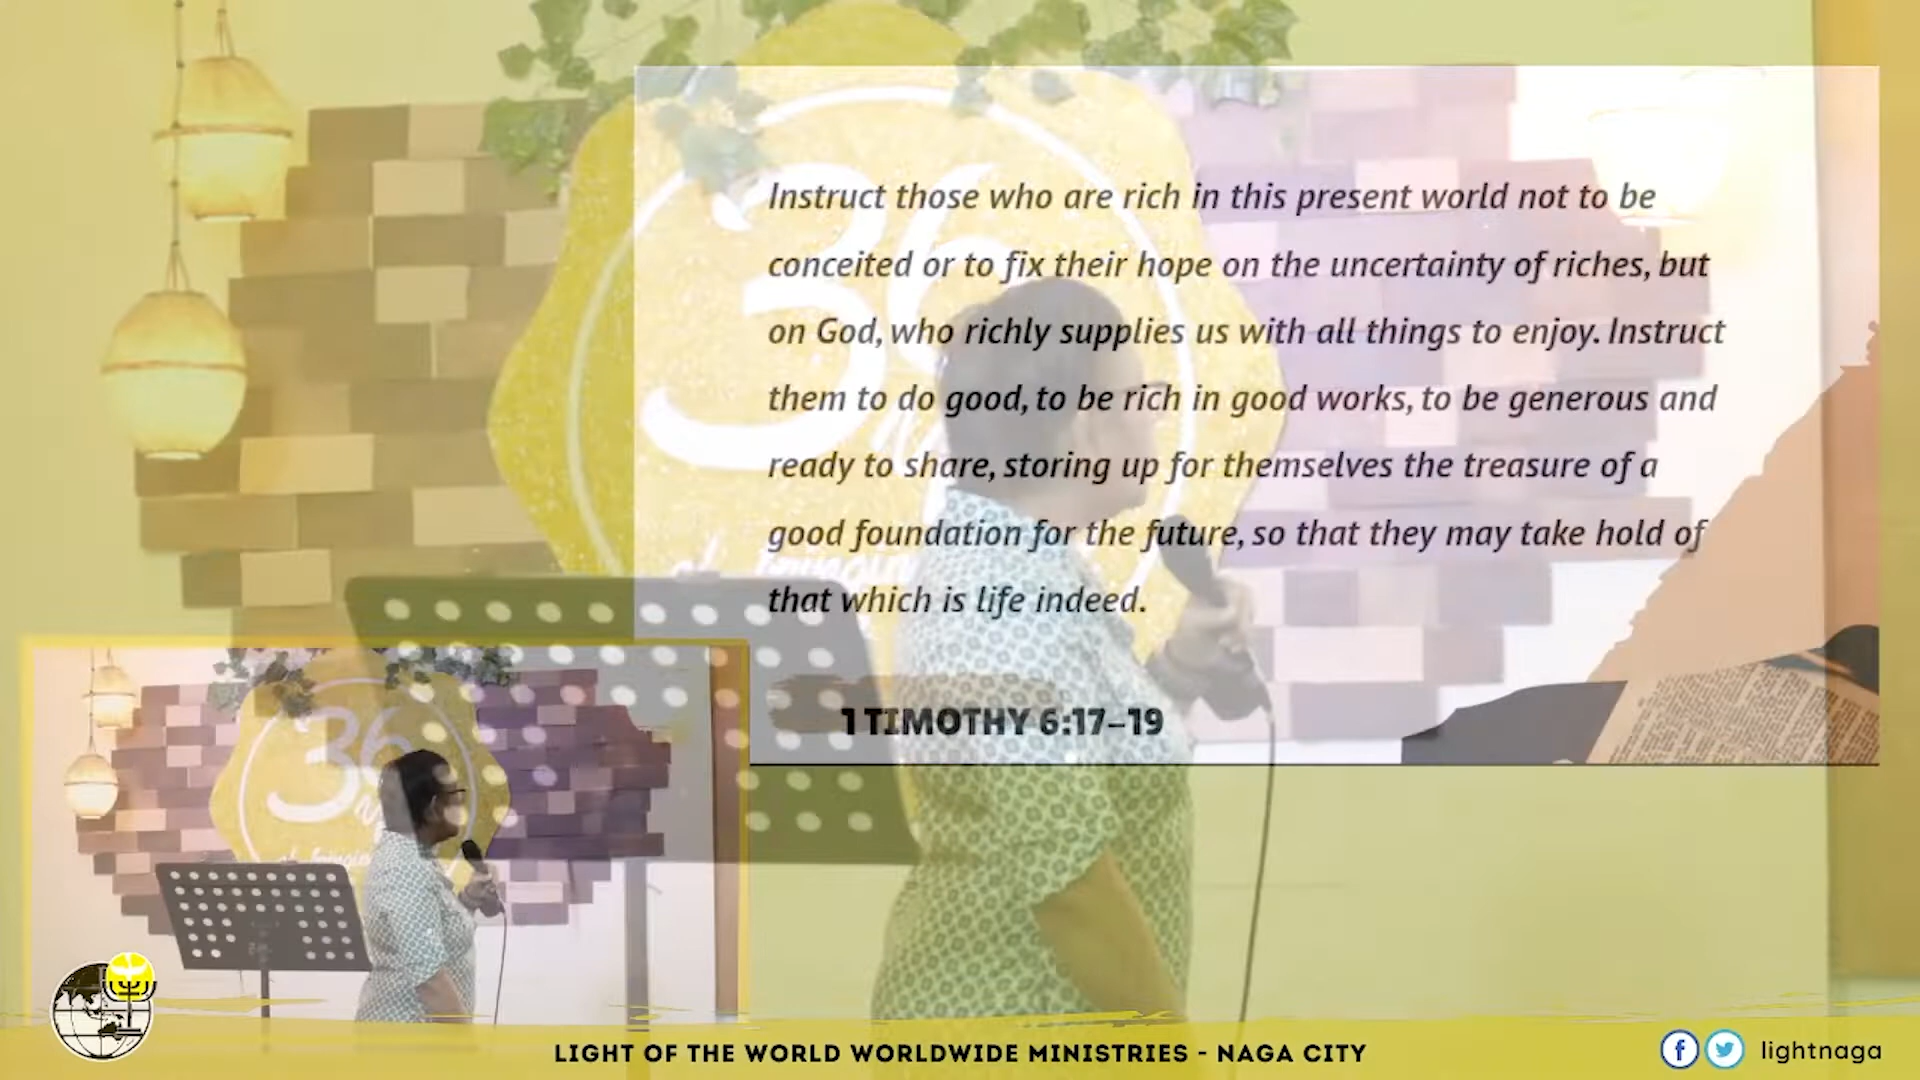 Instruct those who are rich in this present world not to be
conceited or to fix their hope on the uncertainty of riches, but
on God, who richly supplies us with all things to enjoy. Instruct
them to do good, to be rich in good works, to be generous and
ready to share, storing up for themselves the treasure of a
good foundation for the future, so that they may take hold of
that which is life indeed.
1 TIMOTHY 6:17–19
36
36
LIGHT OF THE WORLD WORLDWIDE MINISTRIES - NAGA CITY
lightnaga